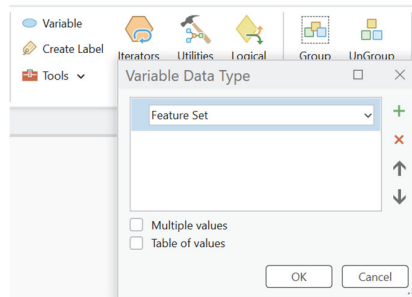 Variable
Create Label
Tools
Iterators Utilities Logical Group UnGroup
Variable Data Type
Feature Set
Multiple values
Table of values
OK Cancel